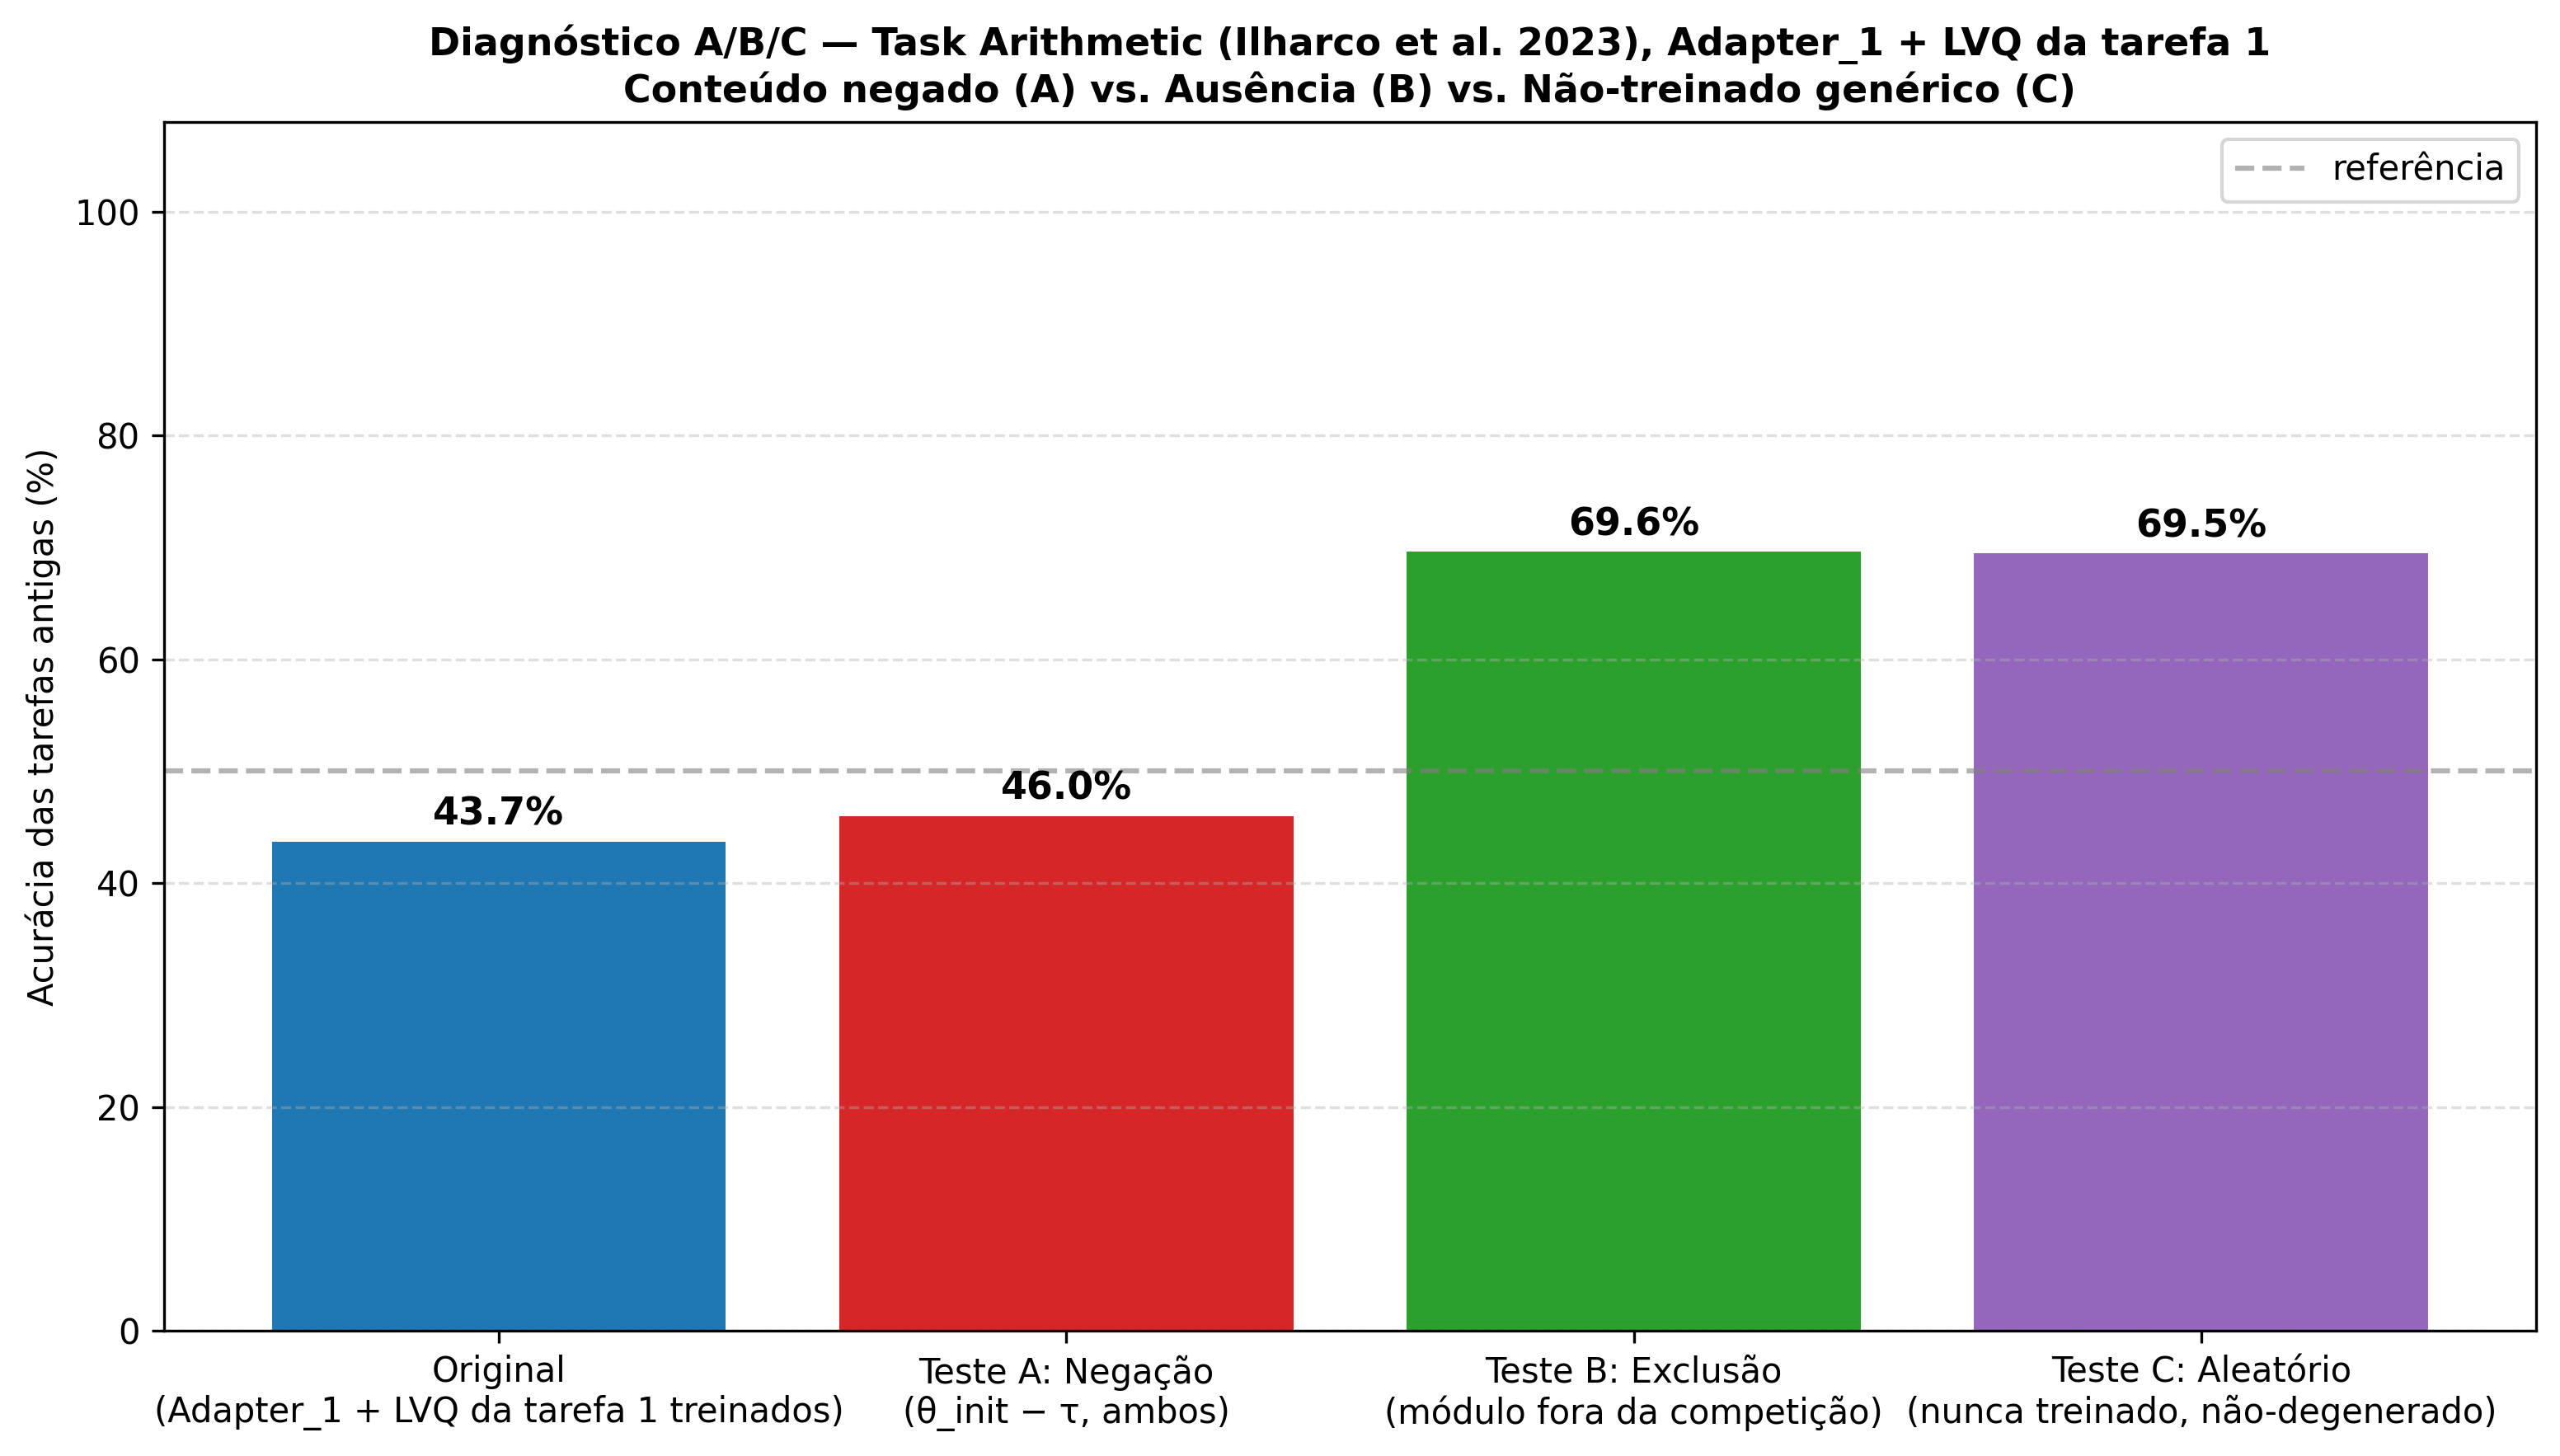 Diagnóstico A/B/C — Task Arithmetic (Ilharco et al. 2023), Adapter_1 + LVQ da tarefa 1
Conteúdo negado (A) vs. Ausência (B) vs. Não-treinado genérico (C)
referência
Acurácia das tarefas antigas (%)
100
80
60
40
20
0
43.7%
46.0%
69.6%
69.5%
Original
(Adapter_1 + LVQ da tarefa 1 treinados)
Teste A: Negação
(θ_init − τ, ambos)
Teste B: Exclusão
(módulo fora da competição)
Teste C: Aleatório
(nunca treinado, não-degenerado)